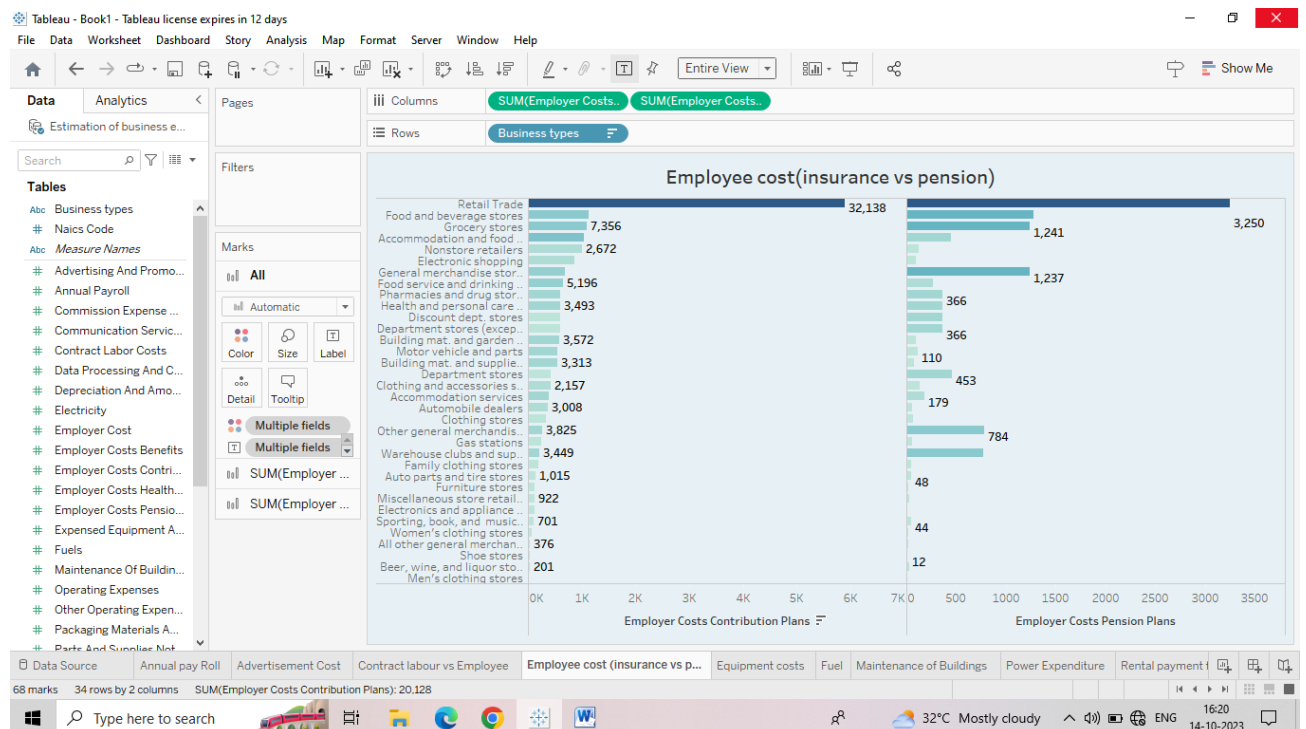 Tableau - Book1 - Tableau license expires in 12 days
File Data Worksheet Dashboard Story Analysis Map Format Server Window Help
Entire View
Show Me
Data Analytics
Pages
iii Columns
SUM(Employer Costs.. SUM(Employer Costs..
Estimation of business e...
Rows
Business types
Search
Filters
Tables
Abc Business types
# Naics Code
Abc Measure Names
# Advertising And Promo...
# Annual Payroll
# Commission Expense ...
# Communication Servic...
# Contract Labor Costs
# Data Processing And C...
# Depreciation And Amo...
# Electricity
# Employer Cost
# Employer Costs Benefits
# Employer Costs Contri...
# Employer Costs Health...
# Employer Costs Pensio...
# Expensed Equipment A...
# Fuels
# Maintenance Of Buildin...
# Operating Expenses
# Other Operating Expen...
# Packaging Materials A...
# Parts And Supplies Not
Marks
All
Automatic
Color Size Label
Detail Tooltip
Multiple fields
Multiple fields
SUM(Employer ...
SUM(Employer ...
Employee cost(insurance vs pension)
Retail Trade 32,138
Food and beverage stores 3,250
Grocery stores 7,356 1,241
Accommodation and food ..
Nonstore retailers 2,672
Electronic shopping
General merchandise stor.. 1,237
Food service and drinking .. 5,196
Pharmacies and drug stor.. 366
Health and personal care .. 3,493
Discount dept. stores
Department stores (excep.. 366
Building mat. and garden .. 3,572
Motor vehicle and parts 110
Building mat. and supplie.. 3,313
Department stores 453
Clothing and accessories s.. 2,157
Accommodation services 179
Automobile dealers 3,008
Clothing stores
Other general merchandis.. 3,825 784
Gas stations
Warehouse clubs and sup.. 3,449
Family clothing stores
Auto parts and tire stores 1,015 48
Furniture stores
Miscellaneous store retail.. 922
Electronics and appliance ..
Sporting, book, and music.. 701 44
Women's clothing stores
All other general merchan.. 376
Shoe stores 12
Beer, wine, and liquor sto.. 201
Men's clothing stores
0K 1K 2K 3K 4K 5K 6K 7K 0 500 1000 1500 2000 2500 3000 3500
Employer Costs Contribution Plans Employer Costs Pension Plans
Data Source Annual pay Roll Advertisement Cost Contract labour vs Employee Employee cost (insurance vs p... Equipment costs Fuel Maintenance of Buildings Power Expenditure Rental payment
68 marks 34 rows by 2 columns SUM(Employer Costs Contribution Plans): 20,128
Type here to search
32°C Mostly cloudy
ENG
16:20
14-10-2023